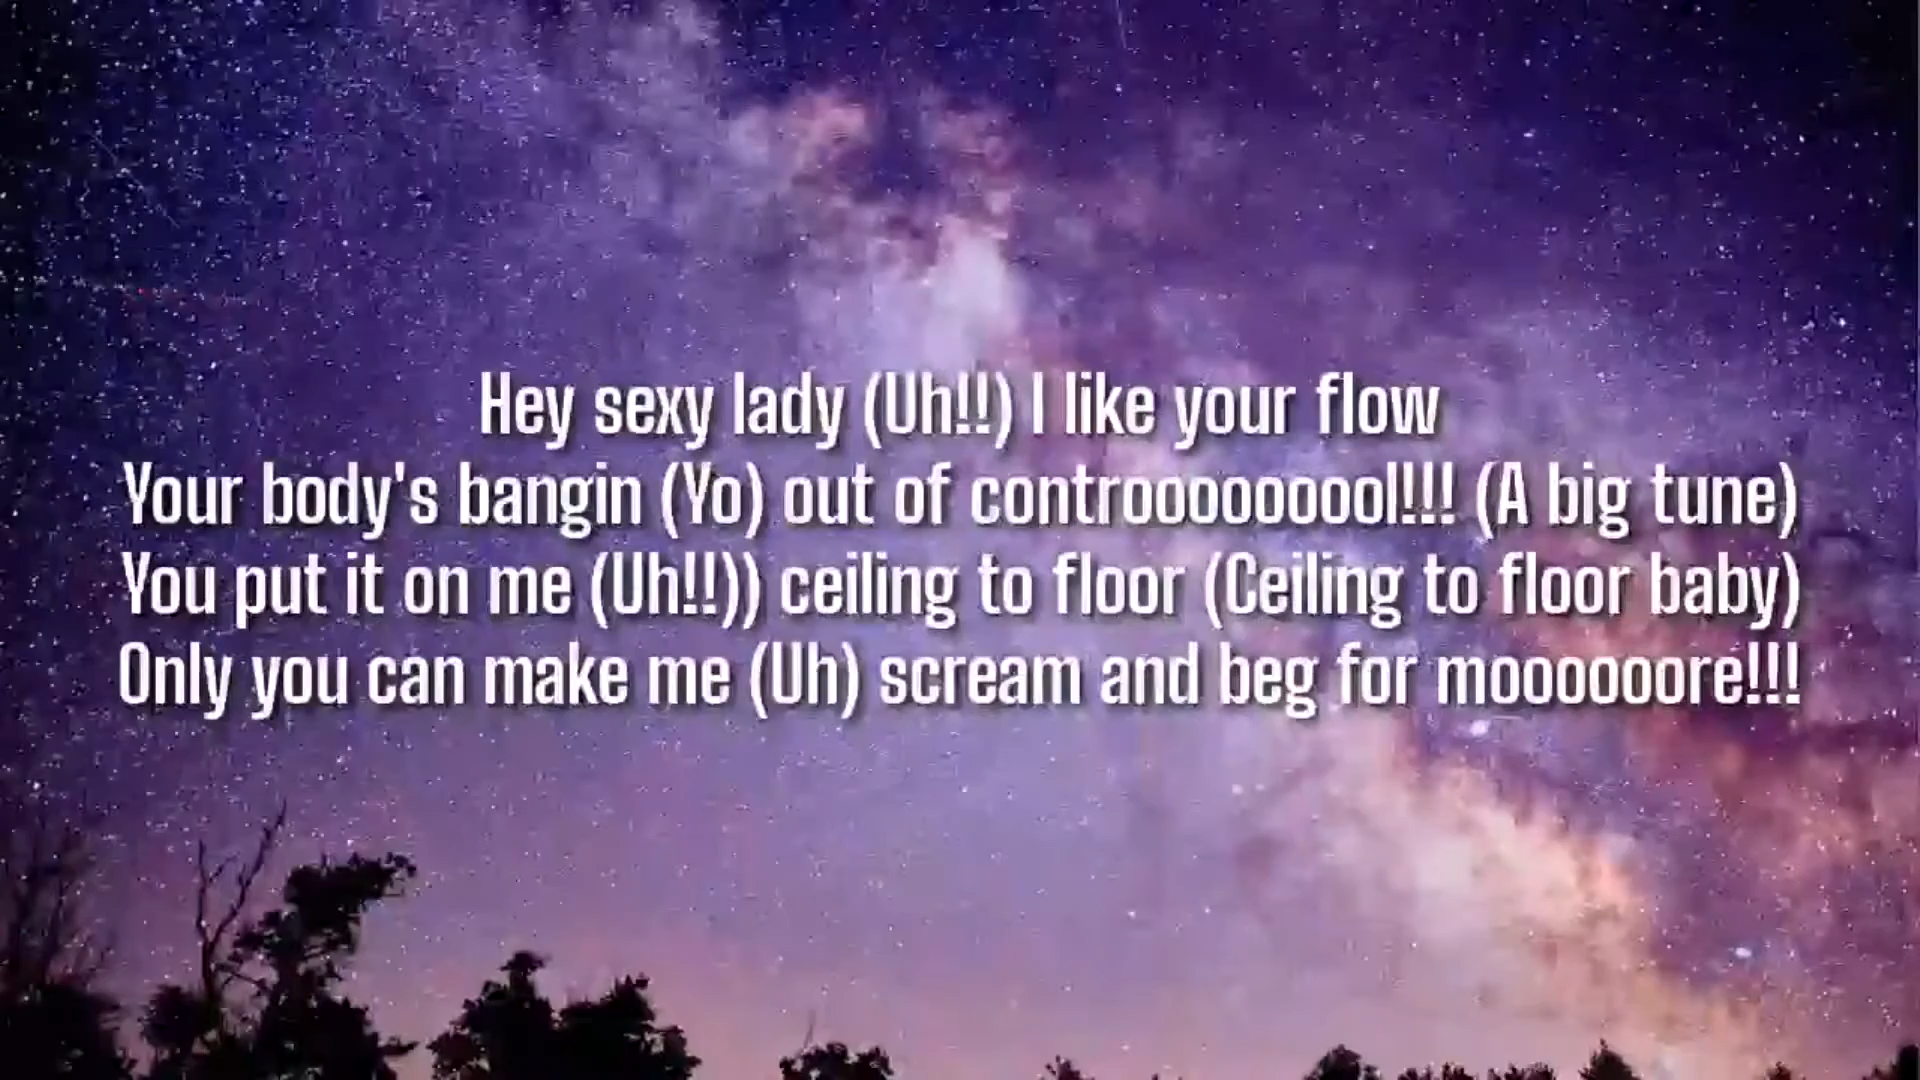 Hey sexy lady (Uh!!) I like your flow
Your body's bangin (Yo) out of controooooooool!!! (A big tune)
You put it on me (Uh!!)) ceiling to floor (Ceiling to floor baby)
Only you can make me (Uh) scream and beg for moooooore!!!